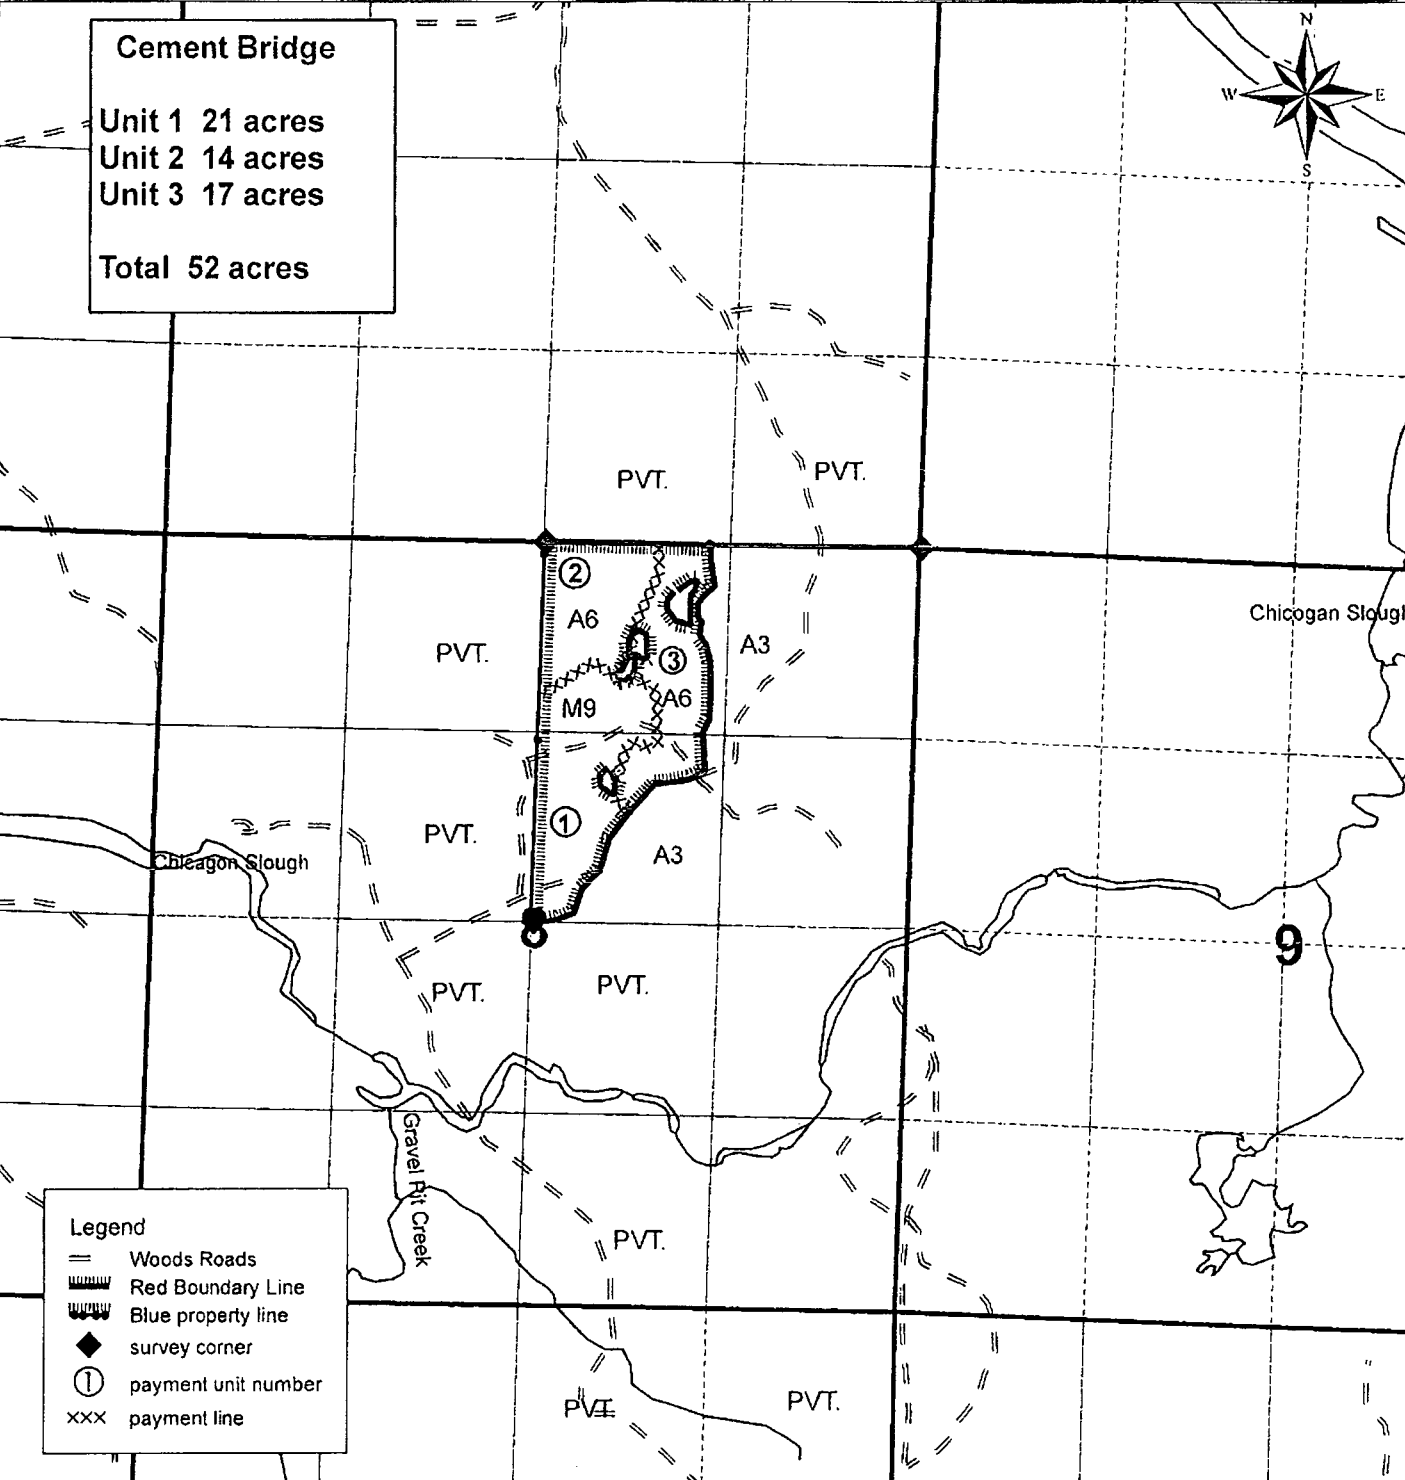 Cement Bridge
Unit 1 21 acres
Unit 2 14 acres
Unit 3 17 acres
Total 52 acres
N
W E
S
PVT. PVT.
2
A6
Chicogan Slough
PVT.
3
A3
A6
M9
1
PVT.
A3
Chicagon Slough
9
PVT. PVT.
Gravel Pit Creek
PVT.
Legend
Woods Roads
Red Boundary Line
Blue property line
survey corner
1 payment unit number
XXX payment line
PVT.
PVT.